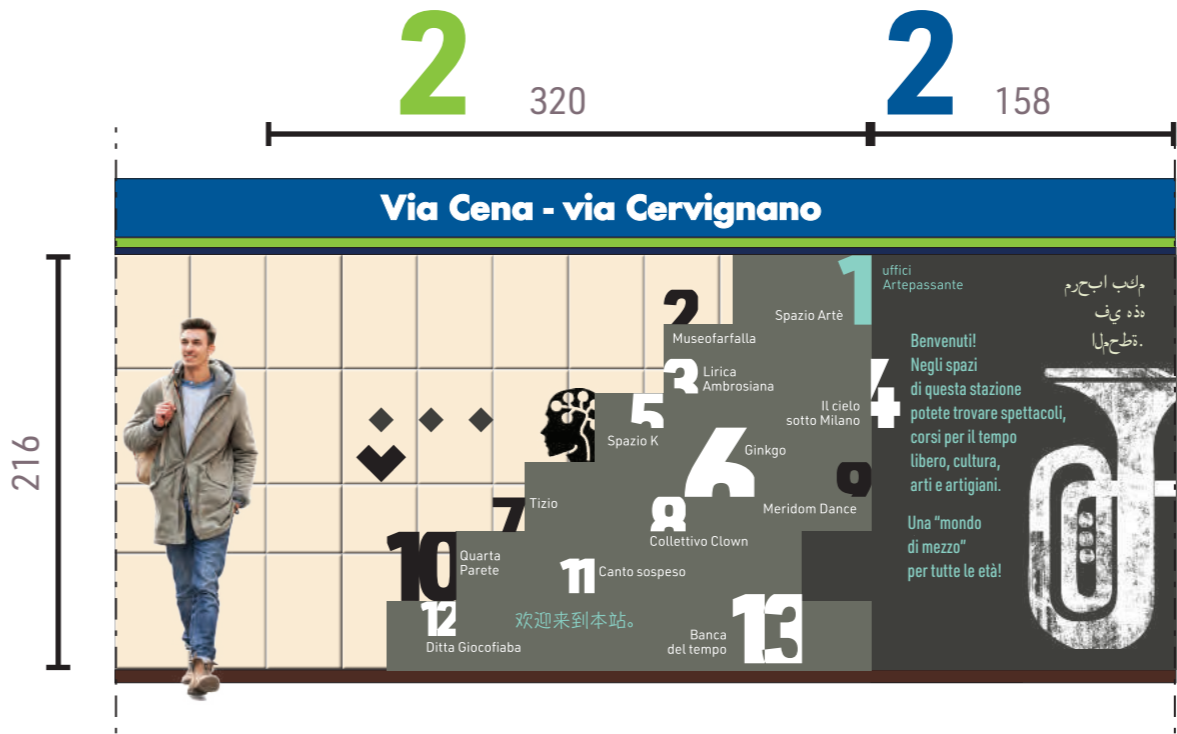 2 320 2 158
Via Cena - via Cervignano
216
1 uffici
Artepassante
Spazio Artè
2
Museofarfalla
3 Lirica
Ambrosiana
4
Il cielo
sotto Milano
5
Spazio K
6 Ginkgo
7 Tizio
8
Collettivo Clown
9
Meridom Dance
10 Quarta
Parete
11 Canto sospeso
12
Ditta Giocofiaba
欢迎来到本站。
13
Banca
del tempo
مكب ابحرم
هذه يف
.ةطحملا
Benvenuti!
Negli spazi
di questa stazione
potete trovare spettacoli,
corsi per il tempo
libero, cultura,
arti e artigiani.
Una “mondo
di mezzo”
per tutte le età!